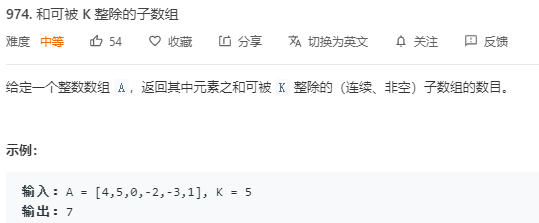 974. 和可被 K 整除的子数组
难度 中等 54 收藏 分享 切换为英文 关注 反馈
给定一个整数数组 A，返回其中元素之和可被 K 整除的（连续、非空）子数组的数目。
示例：
输入：A = [4,5,0,-2,-3,1], K = 5
输出：7